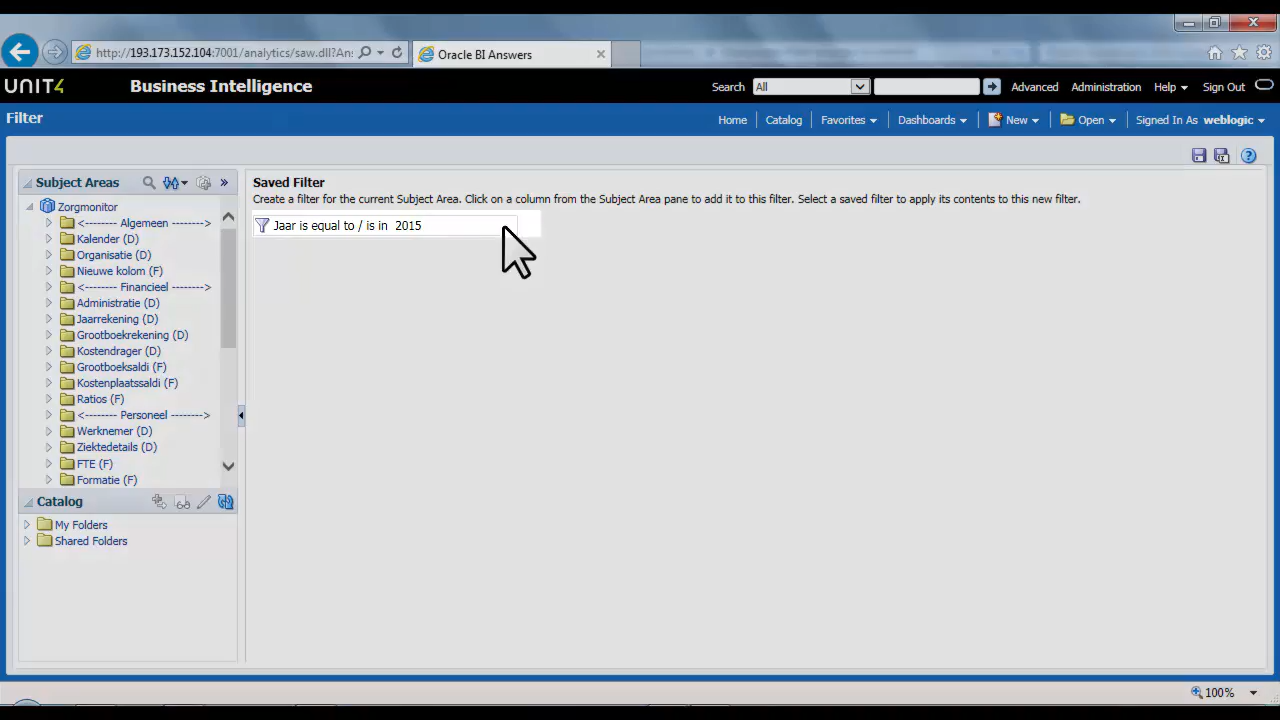 http://193.173.152.104:7001/analytics/saw.dll?An
Oracle BI Answers
UNIT4
Business Intelligence
Search
All
Advanced
Administration
Help
Sign Out
Filter
Home
Catalog
Favorites
Dashboards
New
Open
Signed In As weblogic
Subject Areas
Zorgmonitor
<-------- Algemeen -------->
Kalender (D)
Organisatie (D)
Nieuwe kolom (F)
<-------- Financieel -------->
Administratie (D)
Jaarrekening (D)
Grootboekrekening (D)
Kostendrager (D)
Grootboeksaldi (F)
Kostenplaatssaldi (F)
Ratios (F)
<-------- Personeel -------->
Werknemer (D)
Ziektedetails (D)
FTE (F)
Formatie (F)
Catalog
My Folders
Shared Folders
Saved Filter
Create a filter for the current Subject Area. Click on a column from the Subject Area pane to add it to this filter. Select a saved filter to apply its contents to this new filter.
Jaar is equal to / is in 2015
100%